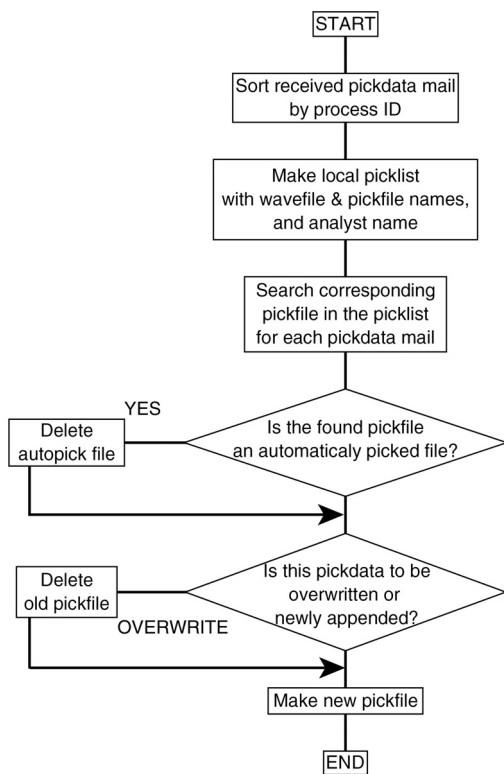 START
Sort received pickdata mail
by process ID
Make local picklist
with wavefile & pickfile names,
and analyst name
Search corresponding
pickfile in the picklist
for each pickdata mail
YES
Is the found pickfile
an automaticaly picked file?
Delete
autopick file
Is this pickdata to be
overwritten or
newly appended?
Delete
old pickfile
OVERWRITE
Make new pickfile
END